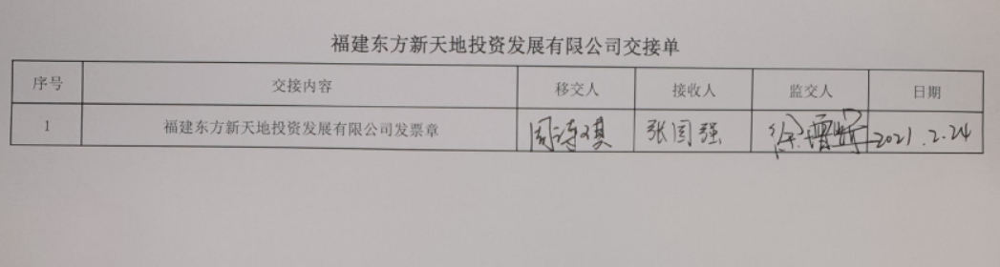 福建东方新天地投资发展有限公司交接单
序号 交接内容 移交人 接收人 监交人 日期
1 福建东方新天地投资发展有限公司发票章 周诗琪 张国强 2021.2.24